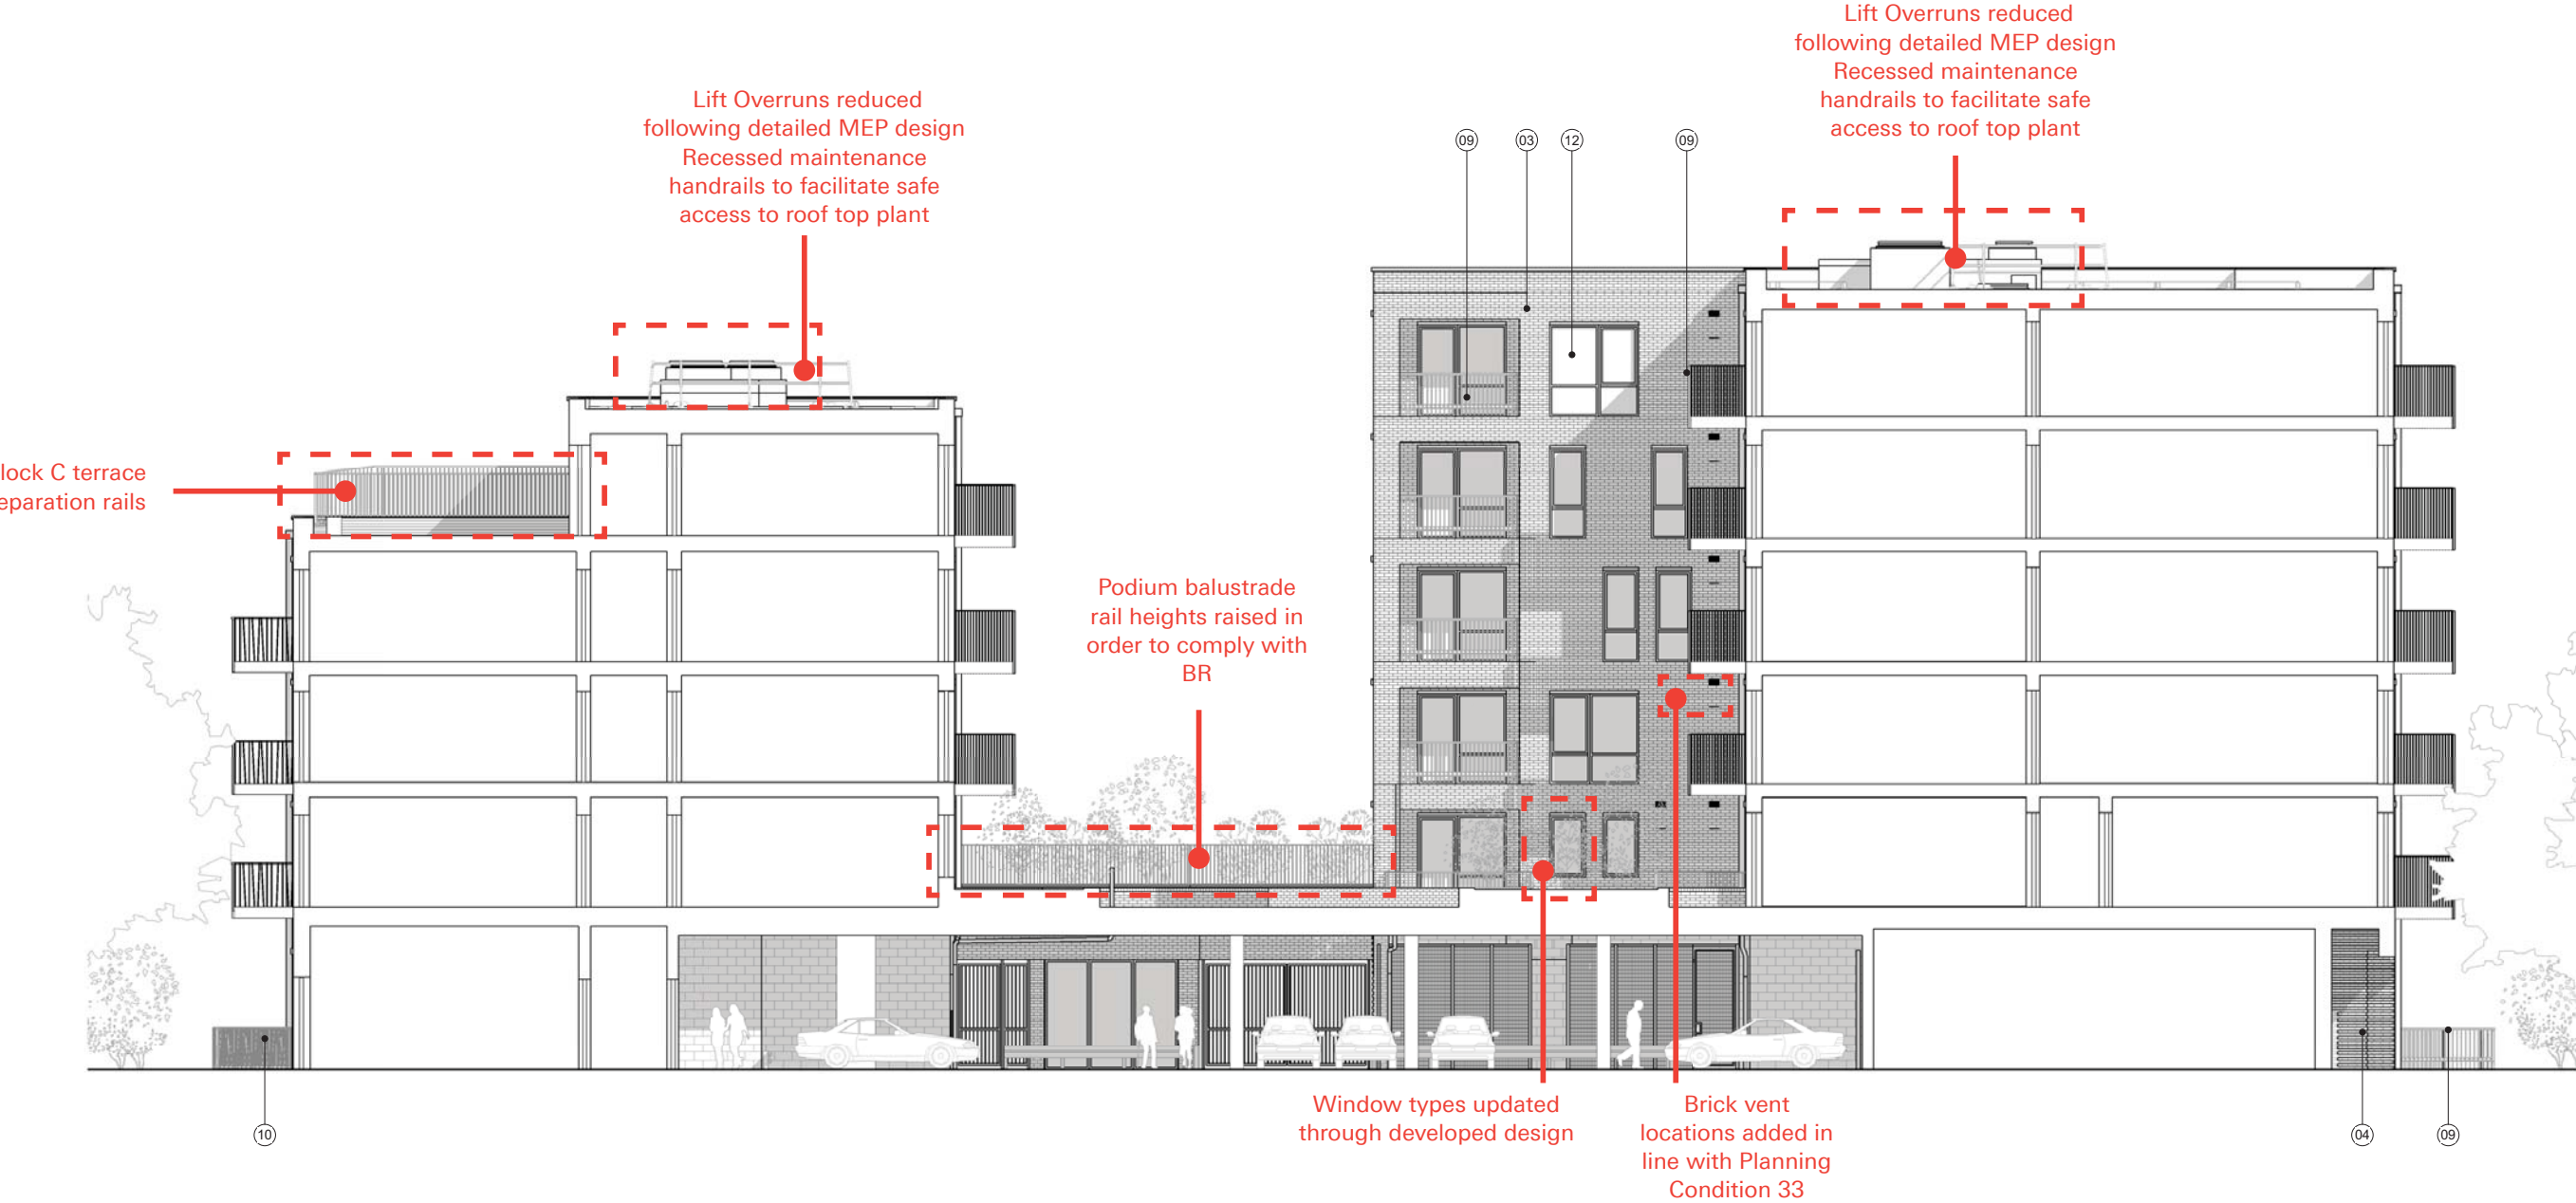 Lift Overruns reduced
following detailed MEP design
Recessed maintenance
handrails to facilitate safe
access to roof top plant
Lift Overruns reduced
following detailed MEP design
Recessed maintenance
handrails to facilitate safe
access to roof top plant
09
03
12
09
lock C terrace
eparation rails
Podium balustrade
rail heights raised in
order to comply with
BR
Window types updated
through developed design
Brick vent
locations added in
line with Planning
Condition 33
10
04
09